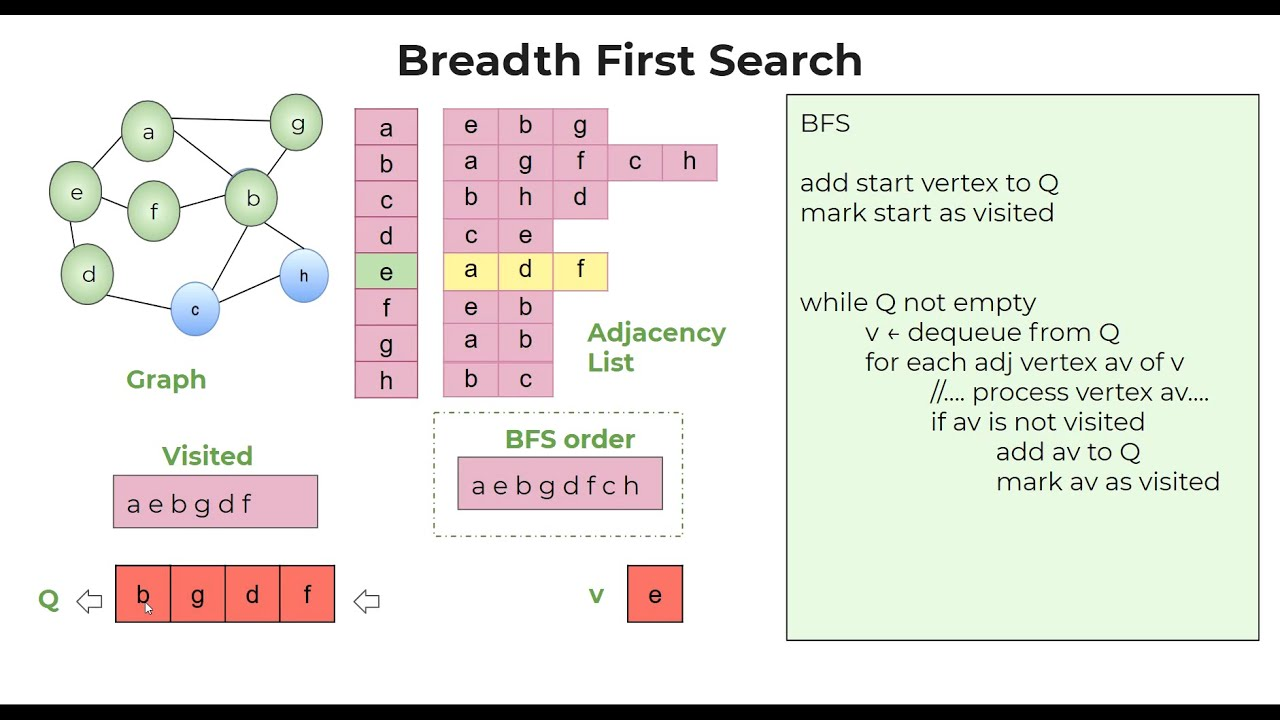 Breadth First Search
a
g
e
f
b
d
c
h
Graph
a e b g
b a g f c h
c b h d
d c e
e a d f
f e b
g a b
h b c
Adjacency
List
Visited
a e b g d f
BFS order
a e b g d f c h
Q b g d f
v e
BFS
add start vertex to Q
mark start as visited
while Q not empty
v ← dequeue from Q
for each adj vertex av of v
//.... process vertex av....
if av is not visited
add av to Q
mark av as visited